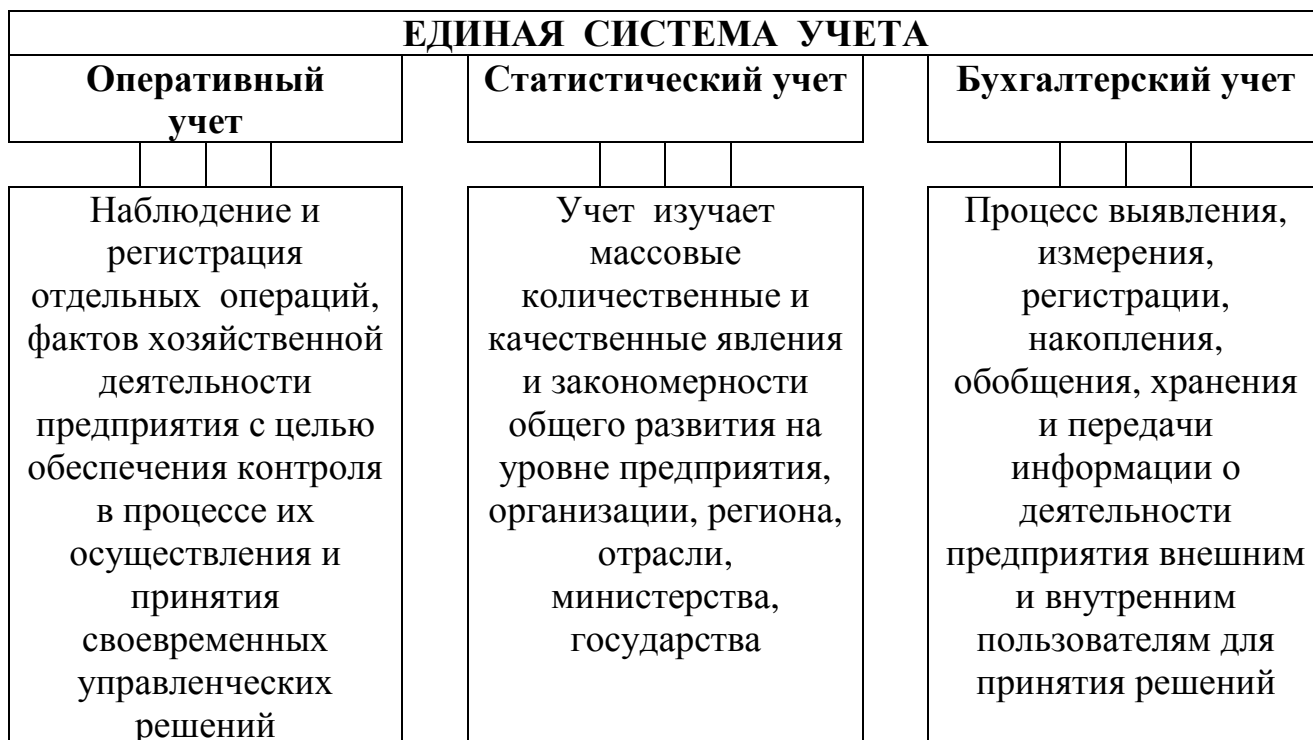 ЕДИНАЯ СИСТЕМА УЧЕТА
Оперативный
учет
Наблюдение и
регистрация
отдельных операций,
фактов хозяйственной
деятельности
предприятия с целью
обеспечения контроля
в процессе их
осуществления и
принятия
своевременных
управленческих
решений
Статистический учет
Учет изучает
массовые
количественные и
качественные явления
и закономерности
общего развития на
уровне предприятия,
организации, региона,
отрасли,
министерства,
государства
Бухгалтерский учет
Процесс выявления,
измерения,
регистрации,
накопления,
обобщения, хранения
и передачи
информации о
деятельности
предприятия внешним
и внутренним
пользователям для
принятия решений